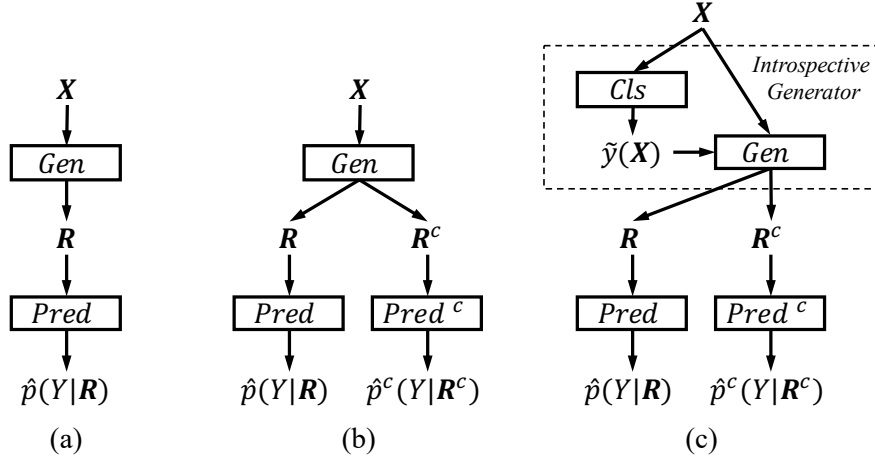 X
Gen
R
Pred
p̂(Y|R)
(a)
X
Gen
R R^c
Pred Pred^c
p̂(Y|R) p̂^c(Y|R^c)
(b)
X
Introspective
Generator
Cls
ỹ(X) Gen
R R^c
Pred Pred^c
p̂(Y|R) p̂^c(Y|R^c)
(c)